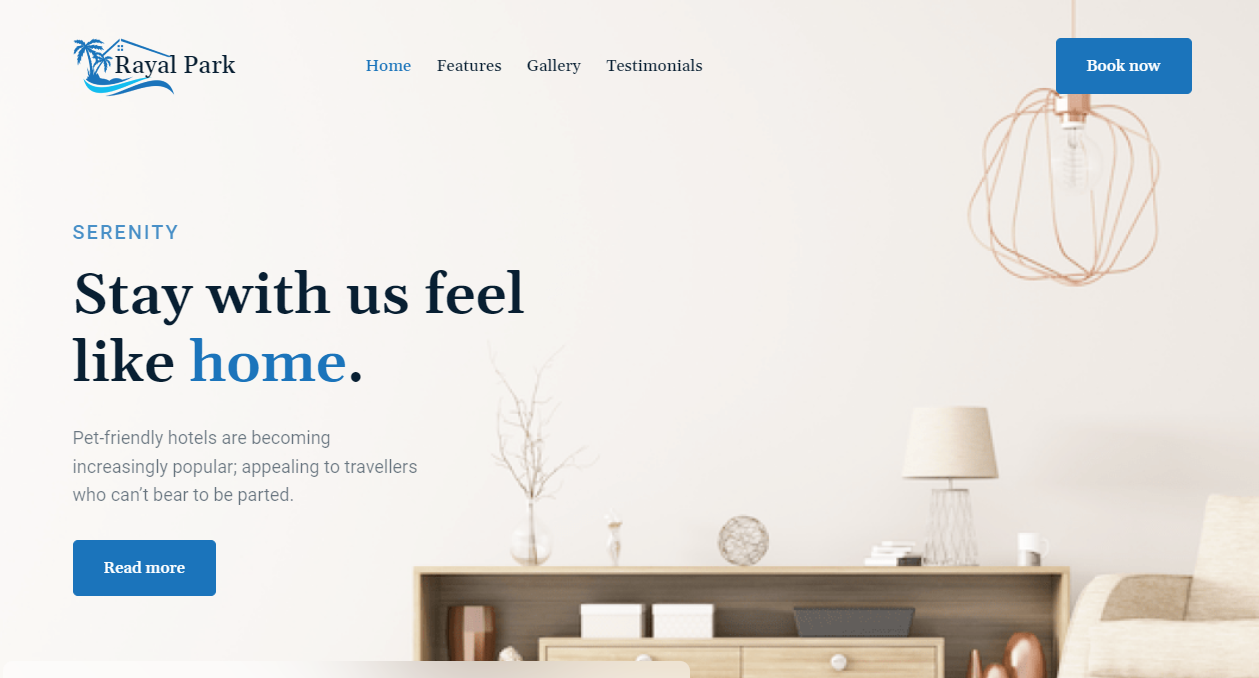 Rayal Park
Home Features Gallery Testimonials
Book now
SERENITY
Stay with us feel
like home.
Pet-friendly hotels are becoming
increasingly popular; appealing to travellers
who can't bear to be parted.
Read more